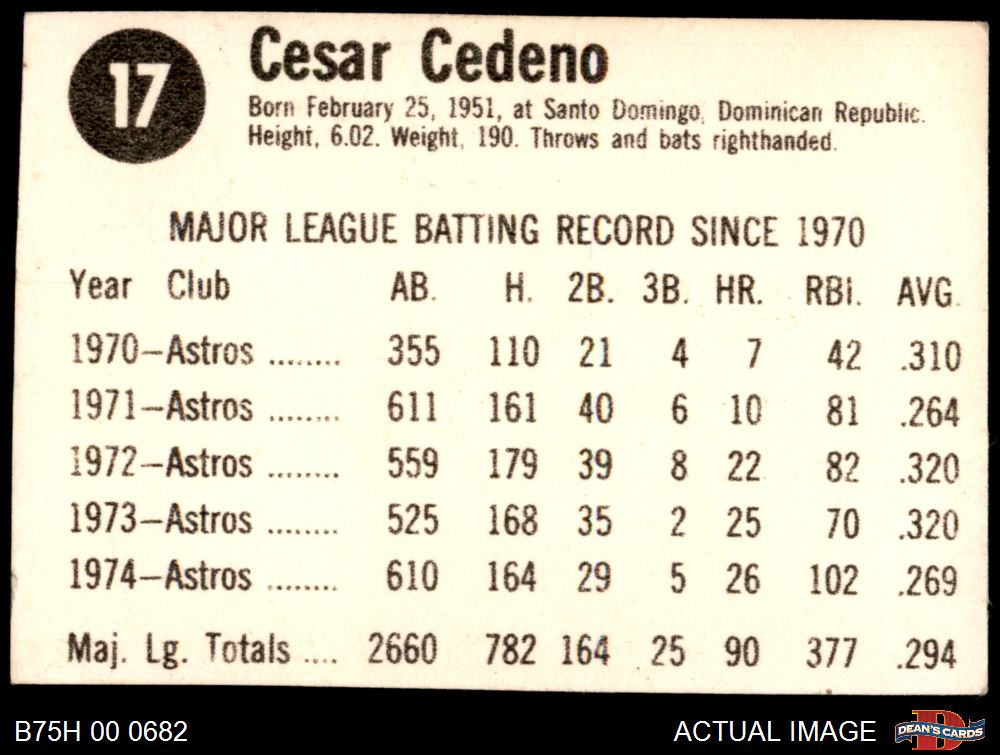 17
Cesar Cedeno
Born February 25, 1951, at Santo Domingo, Dominican Republic.
Height, 6.02. Weight, 190. Throws and bats righthanded.
MAJOR LEAGUE BATTING RECORD SINCE 1970
Year Club AB. H. 2B. 3B. HR. RBI. AVG.
1970—Astros ........ 355 110 21 4 7 42 .310
1971—Astros ........ 611 161 40 6 10 81 .264
1972—Astros ........ 559 179 39 8 22 82 .320
1973—Astros ........ 525 168 35 2 25 70 .320
1974—Astros ........ 610 164 29 5 26 102 .269
Maj. Lg. Totals .... 2660 782 164 25 90 377 .294
B75H 00 0682 ACTUAL IMAGE D DEAN'S CARDS